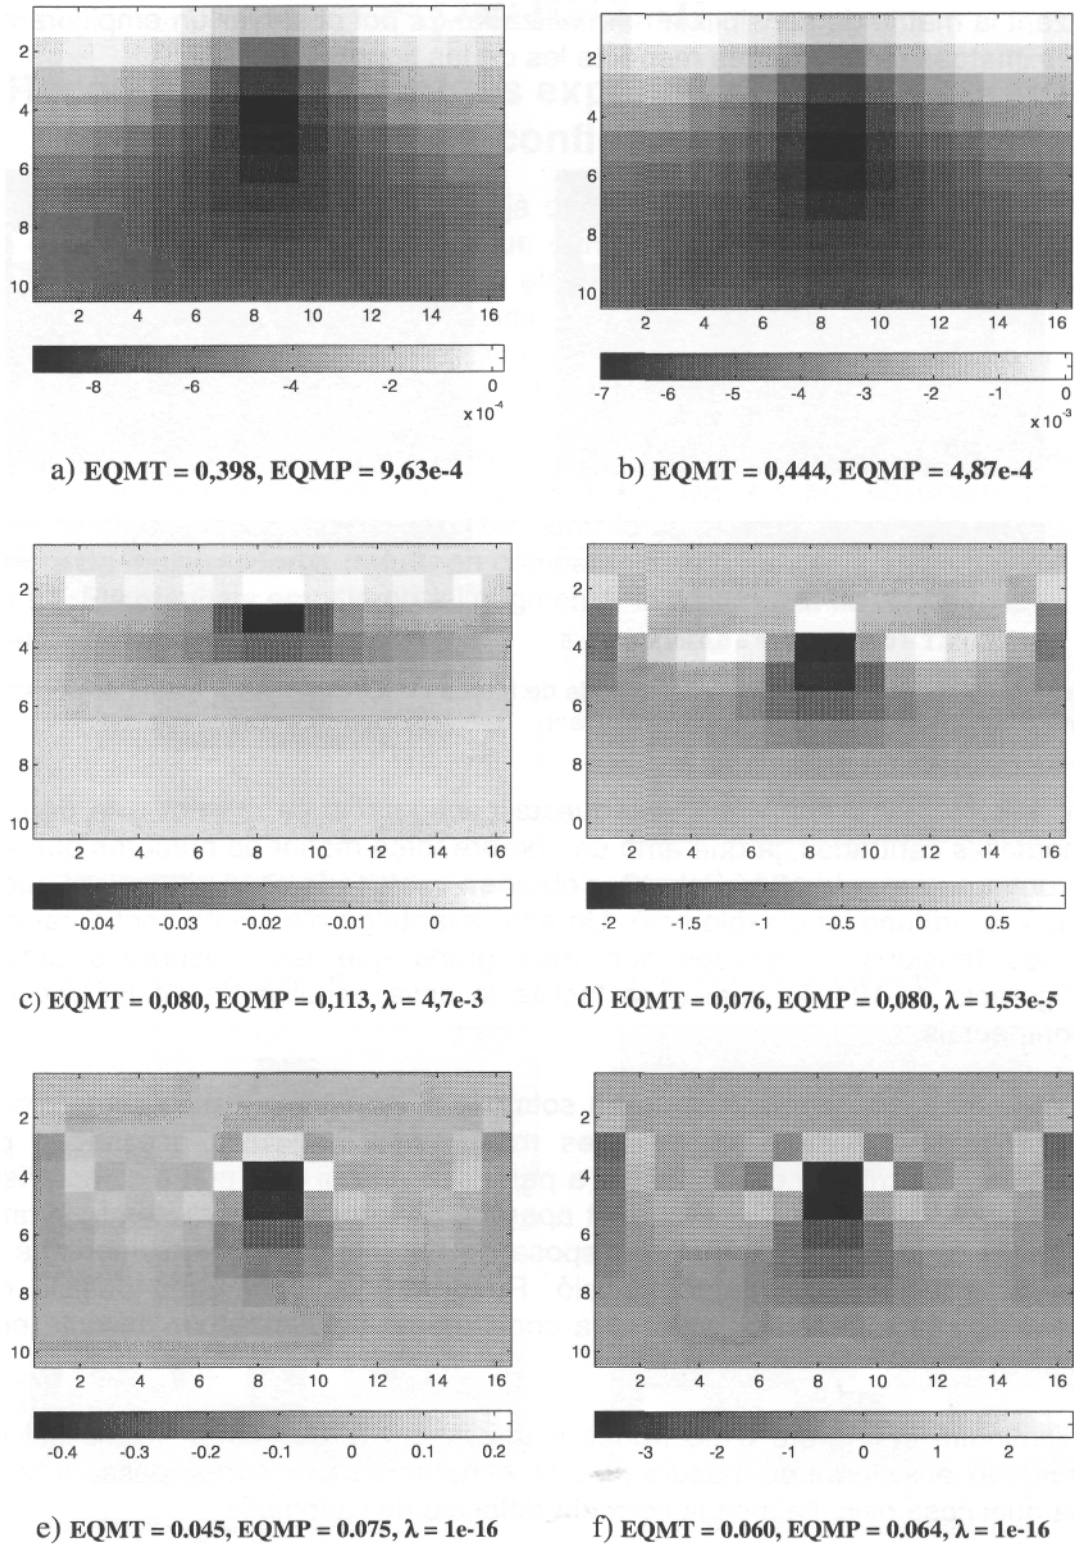 2
4
6
8
10
2 4 6 8 10 12 14 16
-8 -6 -4 -2 0
x 10-4
a) EQMT = 0,398, EQMP = 9,63e-4
2
4
6
8
10
2 4 6 8 10 12 14 16
-7 -6 -5 -4 -3 -2 -1 0
x 10-3
b) EQMT = 0,444, EQMP = 4,87e-4
2
4
6
8
10
2 4 6 8 10 12 14 16
-0.04 -0.03 -0.02 -0.01 0
c) EQMT = 0,080, EQMP = 0,113, λ = 4,7e-3
2
4
6
8
0
2 4 6 8 10 12 14 16
-2 -1.5 -1 -0.5 0 0.5
d) EQMT = 0,076, EQMP = 0,080, λ = 1,53e-5
2
4
6
8
10
2 4 6 8 10 12 14 16
-0.4 -0.3 -0.2 -0.1 0 0.1 0.2
e) EQMT = 0.045, EQMP = 0.075, λ = 1e-16
2
4
6
8
10
2 4 6 8 10 12 14 16
-3 -2 -1 0 1 2
f) EQMT = 0.060, EQMP = 0.064, λ = 1e-16